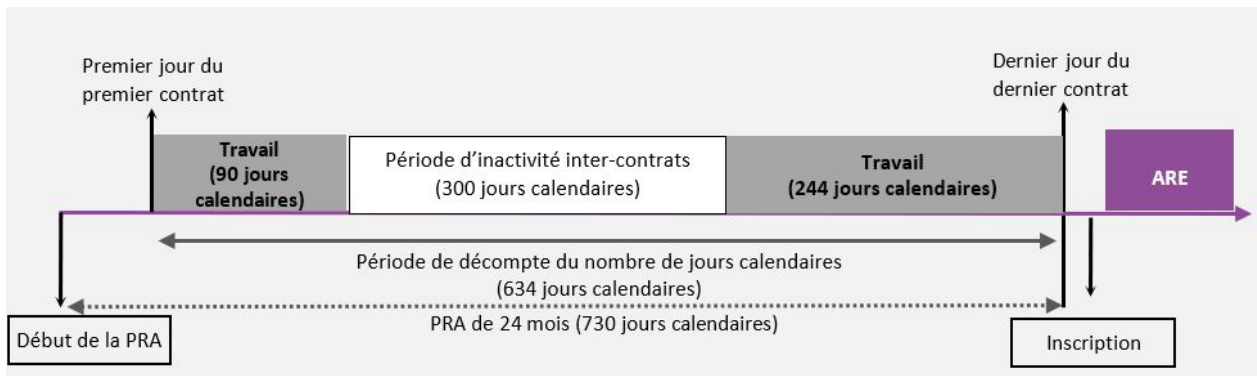 Premier jour du
premier contrat
Dernier jour du
dernier contrat
Travail
(90 jours
calendaires)
Période d’inactivité inter-contrats
(300 jours calendaires)
Travail
(244 jours calendaires)
ARE
Période de décompte du nombre de jours calendaires
(634 jours calendaires)
PRA de 24 mois (730 jours calendaires)
Début de la PRA
Inscription